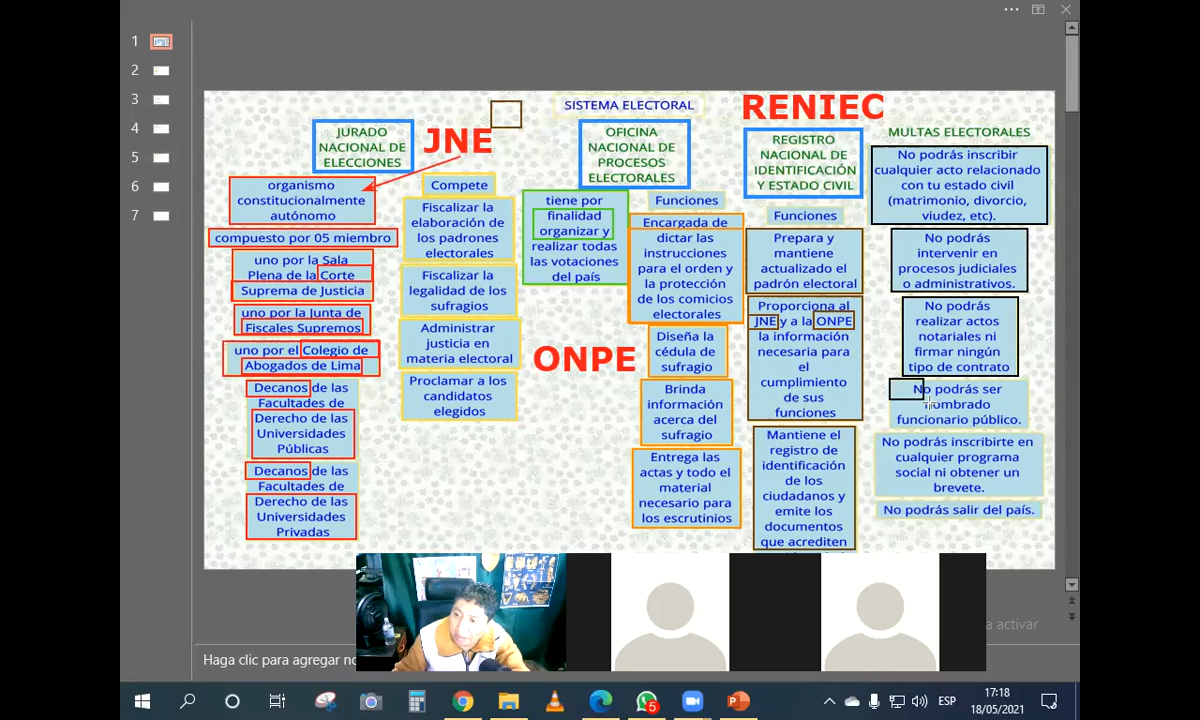 1
2
3
4
5
6
7
SISTEMA ELECTORAL
JURADO
NACIONAL DE
ELECCIONES
JNE
organismo
constitucionalmente
autónomo
compuesto por 05 miembro
uno por la Sala
Plena de la Corte
Suprema de Justicia
uno por la Junta de
Fiscales Supremos
uno por el Colegio de
Abogados de Lima
Decanos de las
Facultades de
Derecho de las
Universidades
Públicas
Decanos de las
Facultades de
Derecho de las
Universidades
Privadas
Compete
Fiscalizar la
elaboración de
los padrones
electorales
Fiscalizar la
legalidad de los
sufragios
Administrar
justicia en
materia electoral
Proclamar a los
candidatos
elegidos
OFICINA
NACIONAL DE
PROCESOS
ELECTORALES
tiene por
finalidad
organizar y
realizar todas
las votaciones
del país
ONPE
Funciones
Encargada de
dictar las
instrucciones
para el orden y
la protección
de los comicios
electorales
Diseña la
cédula de
sufragio
Brinda
información
acerca del
sufragio
Entrega las
actas y todo el
material
necesario para
los escrutinios
RENIEC
REGISTRO
NACIONAL DE
IDENTIFICACIÓN
Y ESTADO CIVIL
Funciones
Prepara y
mantiene
actualizado el
padrón electoral
Proporciona al
JNE y a la ONPE
la información
necesaria para
el
cumplimiento
de sus
funciones
Mantiene el
registro de
identificación
de los
ciudadanos y
emite los
documentos
que acrediten
MULTAS ELECTORALES
No podrás inscribir
cualquier acto relacionado
con tu estado civil
(matrimonio, divorcio,
viudez, etc).
No podrás
intervenir en
procesos judiciales
o administrativos.
No podrás
realizar actos
notariales ni
firmar ningún
tipo de contrato
No podrás ser
nombrado
funcionario público.
No podrás inscribirte en
cualquier programa
social ni obtener un
brevete.
No podrás salir del país.
a activar
Haga clic para agregar no
5
ESP
17:18
18/05/2021